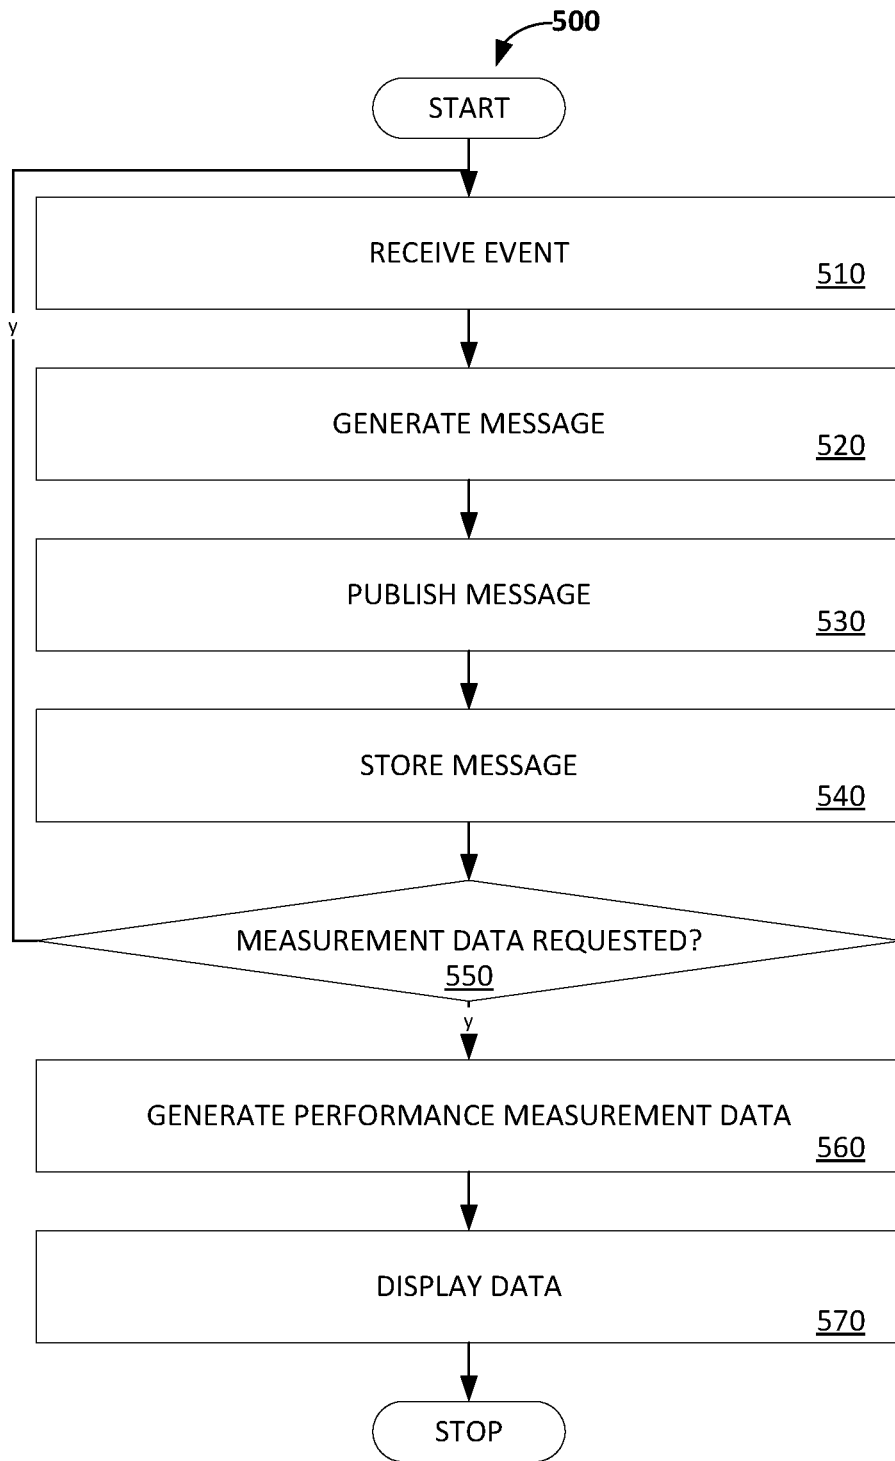 500
START
RECEIVE EVENT
510
y
GENERATE MESSAGE
520
PUBLISH MESSAGE
530
STORE MESSAGE
540
MEASUREMENT DATA REQUESTED?
550
y
GENERATE PERFORMANCE MEASUREMENT DATA
560
DISPLAY DATA
570
STOP